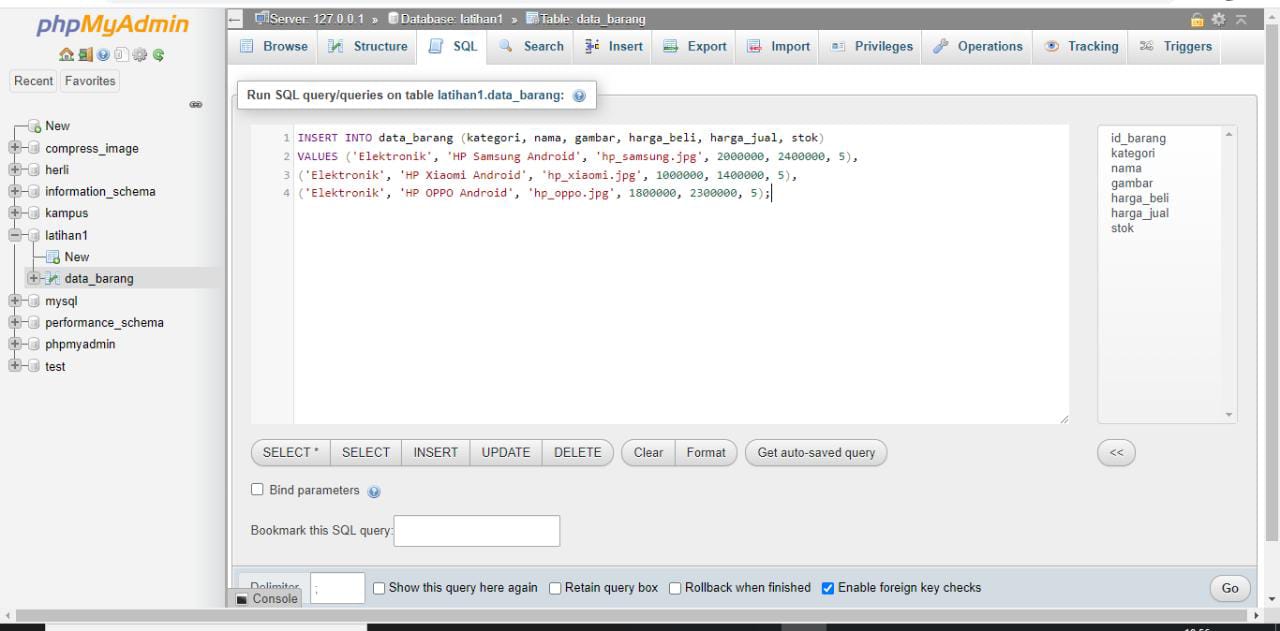 phpMyAdmin
Recent Favorites
New
compress_image
herli
information_schema
kampus
latihan1
New
data_barang
mysql
performance_schema
phpmyadmin
test
Server: 127.0.0.1 » Database: latihan1 » Table: data_barang
Browse Structure SQL Search Insert Export Import Privileges Operations Tracking Triggers
Run SQL query/queries on table latihan1.data_barang:
1 INSERT INTO data_barang (kategori, nama, gambar, harga_beli, harga_jual, stok)
2 VALUES ('Elektronik', 'HP Samsung Android', 'hp_samsung.jpg', 2000000, 2400000, 5),
3 ('Elektronik', 'HP Xiaomi Android', 'hp_xiaomi.jpg', 1000000, 1400000, 5),
4 ('Elektronik', 'HP OPPO Android', 'hp_oppo.jpg', 1800000, 2300000, 5);
id_barang
kategori
nama
gambar
harga_beli
harga_jual
stok
SELECT * SELECT INSERT UPDATE DELETE Clear Format Get auto-saved query <<
Bind parameters
Bookmark this SQL query:
Delimiter ; Show this query here again Retain query box Rollback when finished Enable foreign key checks Go
Console